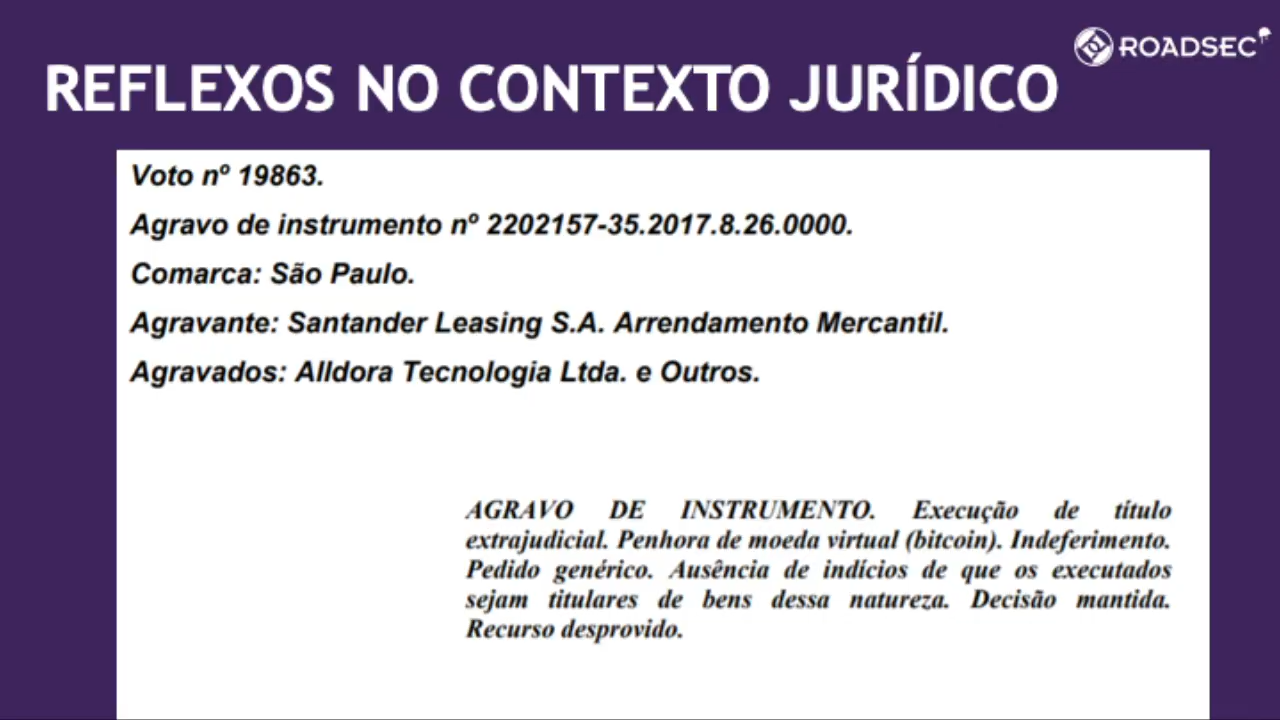 ROADSEC
REFLEXOS NO CONTEXTO JURÍDICO
Voto nº 19863.
Agravo de instrumento nº 2202157-35.2017.8.26.0000.
Comarca: São Paulo.
Agravante: Santander Leasing S.A. Arrendamento Mercantil.
Agravados: Alldora Tecnologia Ltda. e Outros.
AGRAVO DE INSTRUMENTO. Execução de título
extrajudicial. Penhora de moeda virtual (bitcoin). Indeferimento.
Pedido genérico. Ausência de indícios de que os executados
sejam titulares de bens dessa natureza. Decisão mantida.
Recurso desprovido.